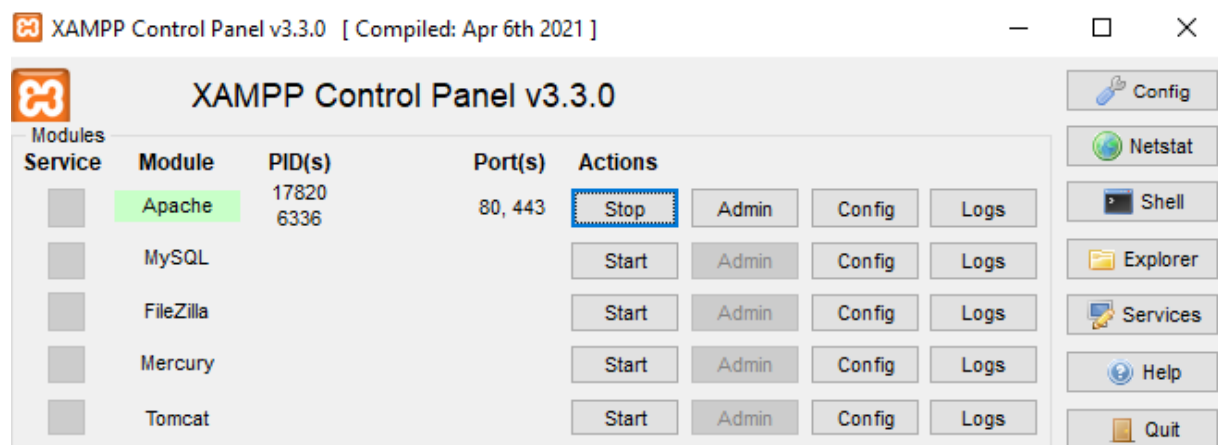 XAMPP Control Panel v3.3.0 [ Compiled: Apr 6th 2021 ]
XAMPP Control Panel v3.3.0
Config
Modules
Service Module PID(s) Port(s) Actions
Netstat
Apache 17820 6336 80, 443 Stop Admin Config Logs
Shell
MySQL Start Admin Config Logs
Explorer
FileZilla Start Admin Config Logs
Services
Mercury Start Admin Config Logs
Help
Tomcat Start Admin Config Logs
Quit